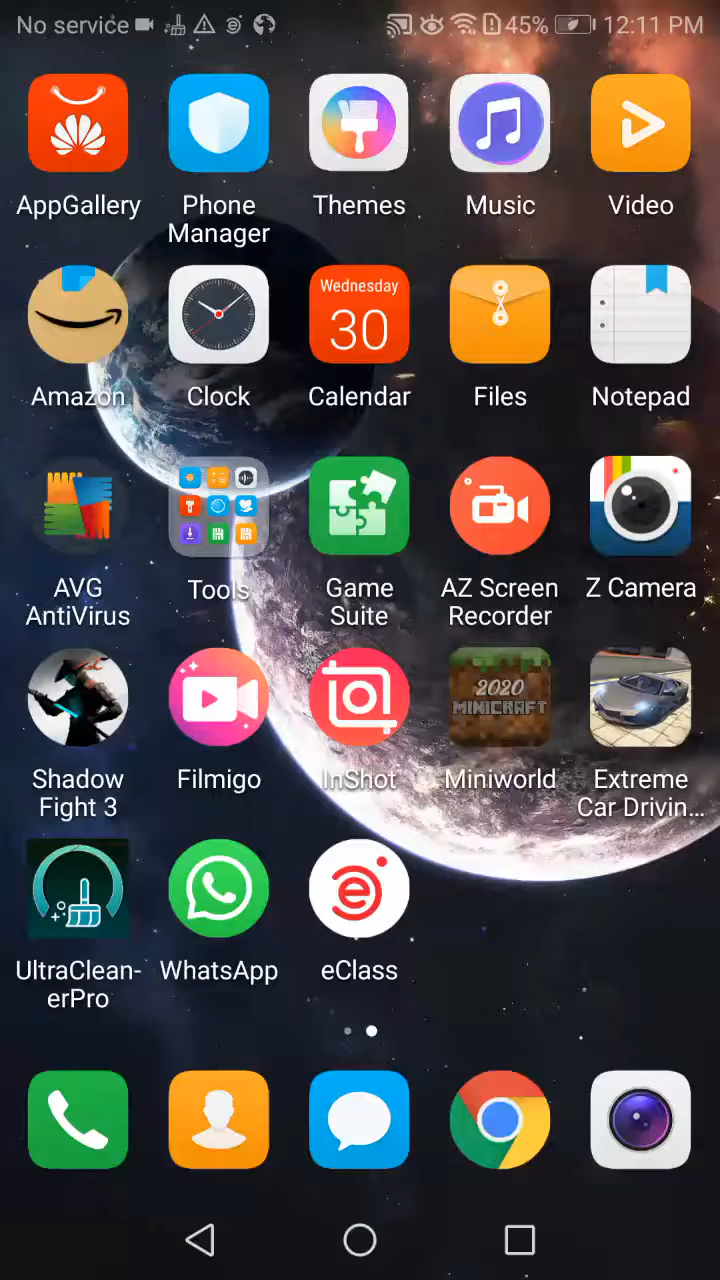 No service 45% 12:11 PM
AppGallery
Phone
Manager
Themes
Music
Video
Amazon
Clock
Wednesday
30
Calendar
Files
Notepad
AVG
AntiVirus
Tools
Game
Suite
AZ Screen
Recorder
Z Camera
Shadow
Fight 3
Filmigo
InShot
2020
MINICRAFT
Miniworld
Extreme
Car Drivin...
UltraClean-
erPro
WhatsApp
eClass